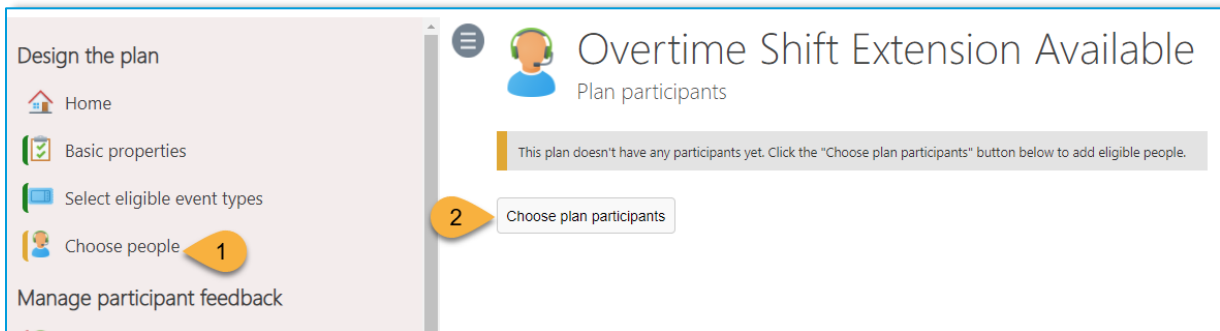 Design the plan
Home
Basic properties
Select eligible event types
Choose people
1
Manage participant feedback
Overtime Shift Extension Available
Plan participants
This plan doesn't have any participants yet. Click the "Choose plan participants" button below to add eligible people.
2
Choose plan participants